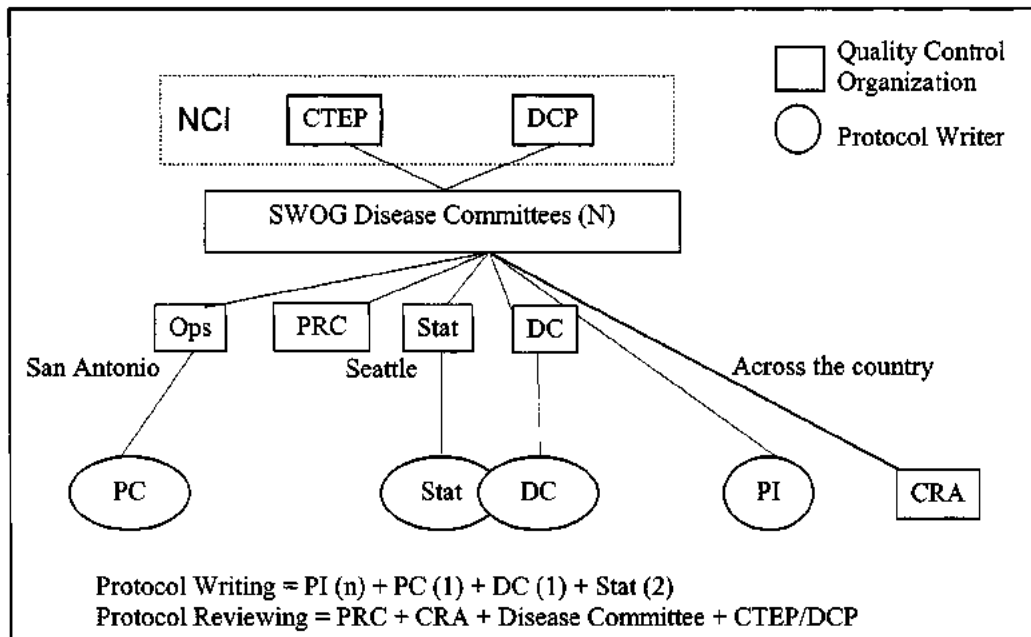 Quality Control
Organization
Protocol Writer
NCI
CTEP
DCP
SWOG Disease Committees (N)
Ops
PRC
Stat
DC
San Antonio
Seattle
Across the country
PC
Stat
DC
PI
CRA
Protocol Writing = PI (n) + PC (1) + DC (1) + Stat (2)
Protocol Reviewing = PRC + CRA + Disease Committee + CTEP/DCP